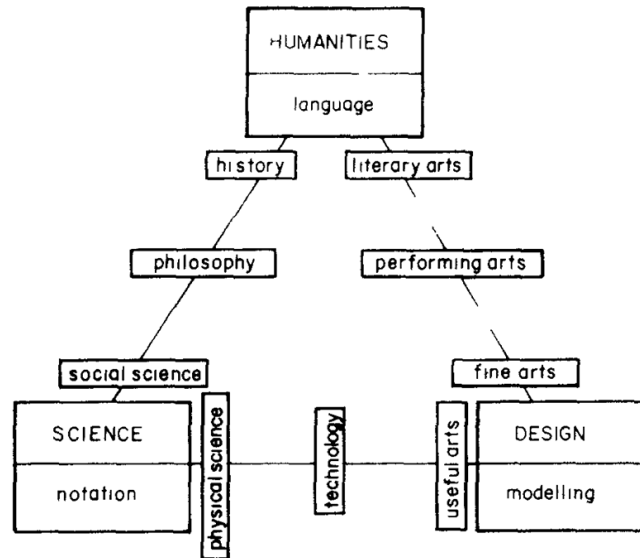 HUMANITIES
language
history
literary arts
philosophy
performing arts
social science
fine arts
SCIENCE
notation
physical science
technology
useful arts
DESIGN
modelling